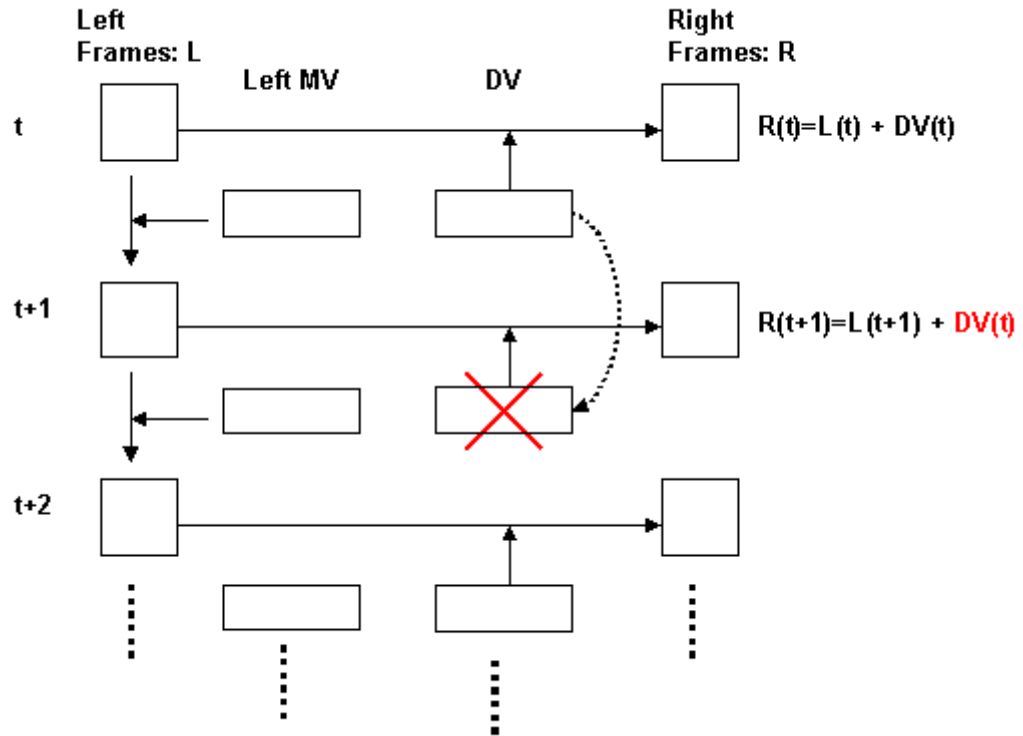 Left
Frames: L
Right
Frames: R
Left MV
DV
t
R(t)=L(t) + DV(t)
t+1
R(t+1)=L(t+1) + DV(t)
t+2